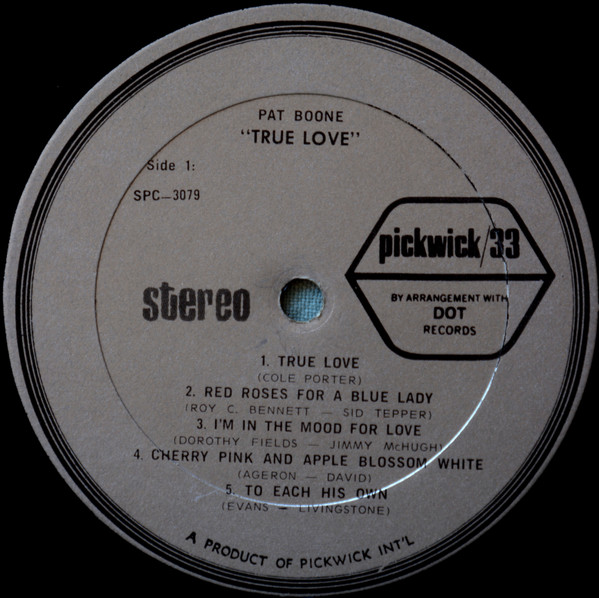 PAT BOONE
"TRUE LOVE"
Side 1:
SPC—3079
pickwick/33
BY ARRANGEMENT WITH
DOT
RECORDS
stereo
1. TRUE LOVE
(COLE PORTER)
2. RED ROSES FOR A BLUE LADY
(ROY C. BENNETT — SID TEPPER)
3. I'M IN THE MOOD FOR LOVE
(DOROTHY FIELDS — JIMMY McHUGH)
4. CHERRY PINK AND APPLE BLOSSOM WHITE
(AGERON — DAVID)
5. TO EACH HIS OWN
(EVANS — LIVINGSTONE)
A PRODUCT OF PICKWICK INT'L